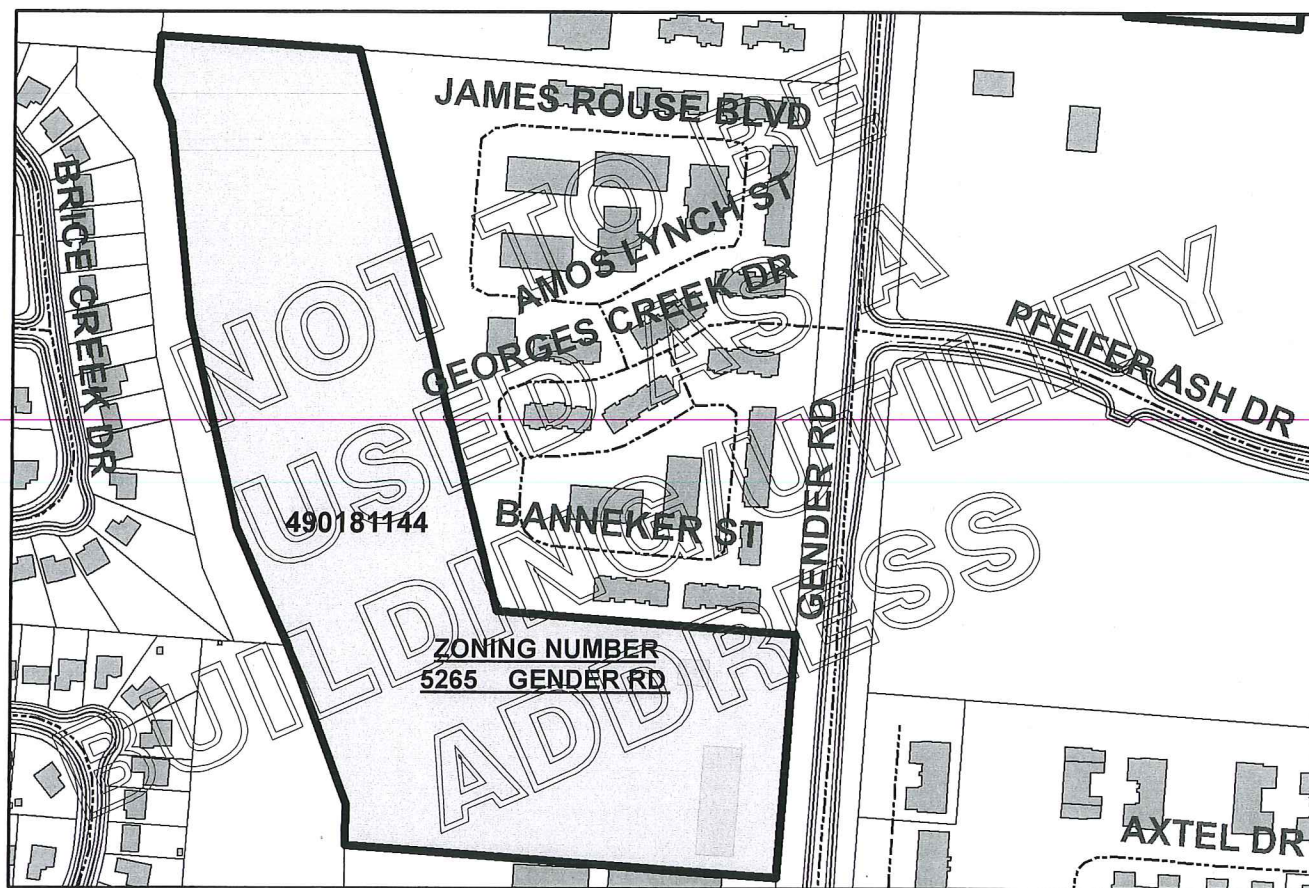 JAMES ROUSE BLVD
AMOS LYNCH ST
GEORGES CREEK DR
BRICE CREEK DR
PFEIFER ASH DR
GENDER RD
490181144
BANNEKER ST
ZONING NUMBER
5265 GENDER RD
AXTEL DR
NOT TO BE
USED AS A
BUILDING/UTILITY
ADDRESS